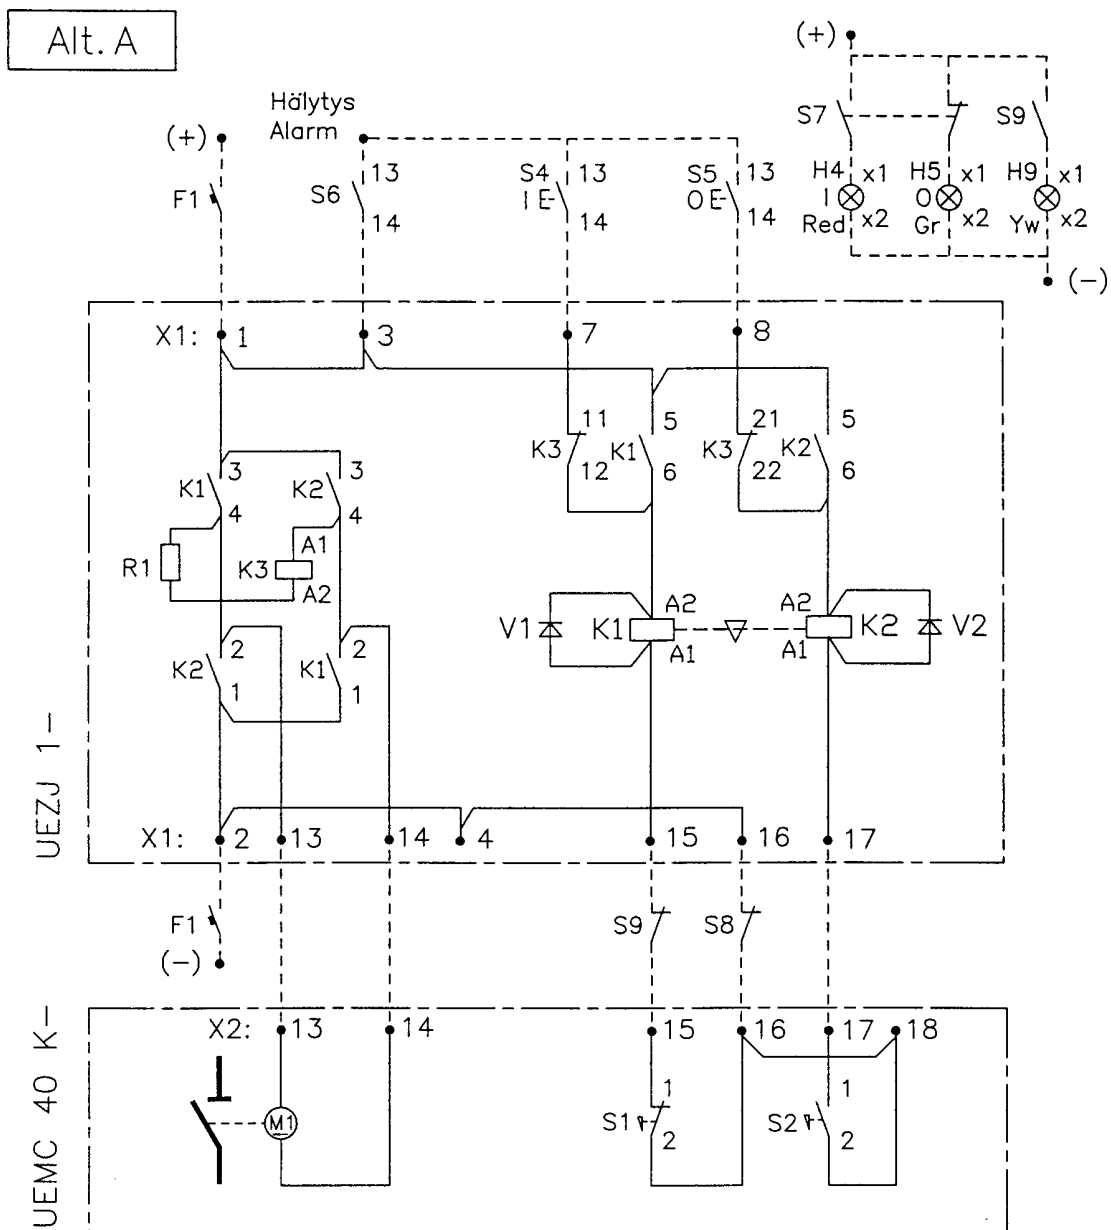 Alt. A
(+)
S7
S9
H4 x1
H5 x1
H9 x1
I
O
Red x2
Gr x2
Yw x2
(−)
Hälytys
Alarm
(+)
F1
S6
13
14
S4 13
I E-
14
S5 13
O E-
14
X1: 1
3
7
8
11
K3
12
5
K1
6
21
K3
22
5
K2
6
3
K1
4
3
K2
4
R1
K3
A1
A2
V1
K1
A2
A1
A2
A1
K2
V2
2
K2
1
2
K1
1
UEZJ 1−
X1: 2 13 14 4 15 16 17
F1
(−)
S9
S8
UEMC 40 K−
X2: 13 14 15 16 17 18
M1
1
S1
2
1
S2
2